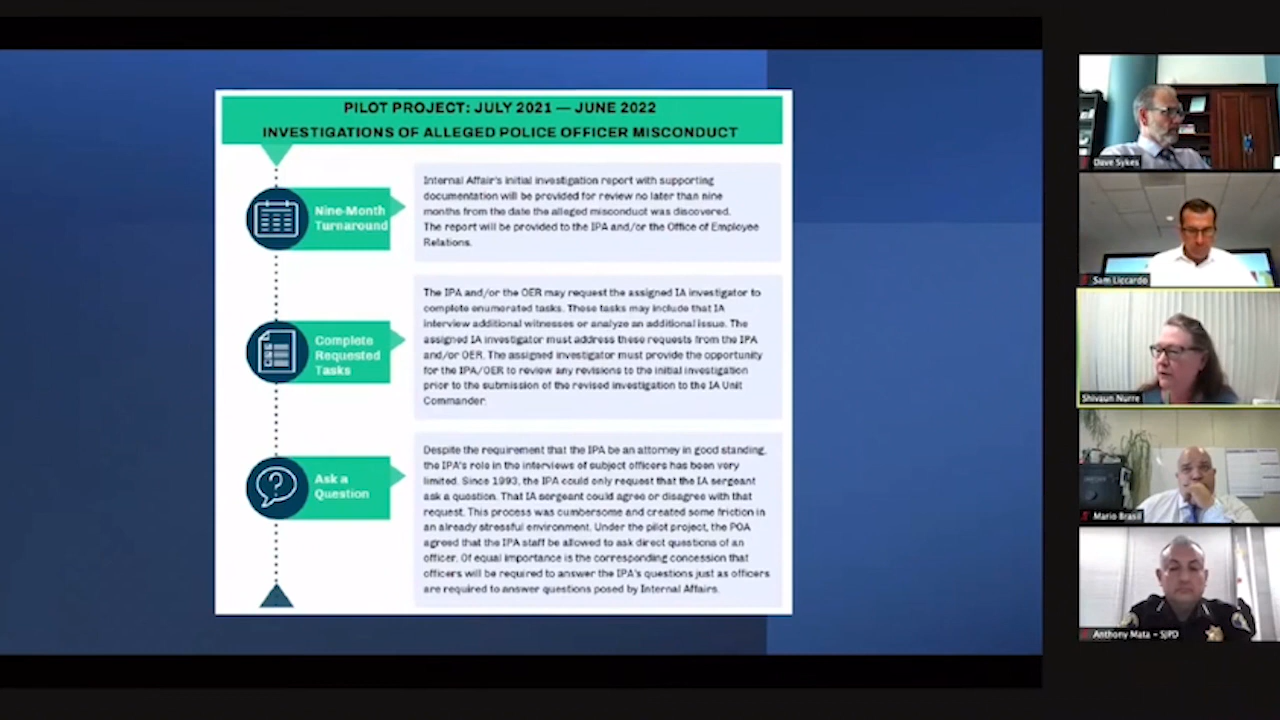 PILOT PROJECT: JULY 2021 — JUNE 2022
INVESTIGATIONS OF ALLEGED POLICE OFFICER MISCONDUCT
Nine-Month
Turnaround
Internal Affair's initial investigation report with supporting
documentation will be provided for review no later than nine
months from the date the alleged misconduct was discovered.
The report will be provided to the IPA and/or the Office of Employee
Relations.
Complete
Requested
Tasks
The IPA and/or the OER may request the assigned IA investigator to
complete enumerated tasks. These tasks may include that IA
interview additional witnesses or analyze an additional issue. The
assigned IA investigator must address these requests from the IPA
and/or OER. The assigned investigator must provide the opportunity
for the IPA/OER to review any revisions to the initial investigation
prior to the submission of the revised investigation to the IA Unit
Commander.
Ask a
Question
Despite the requirement that the IPA be an attorney in good standing,
the IPA's role in the interviews of subject officers has been very
limited. Since 1993, the IPA could only request that the IA sergeant
ask a question. That IA sergeant could agree or disagree with that
request. This process was cumbersome and created some friction in
an already stressful environment. Under the pilot project, the POA
agreed that the IPA staff be allowed to ask direct questions of an
officer. Of equal importance is the corresponding concession that
officers will be required to answer the IPA's questions just as officers
are required to answer questions posed by Internal Affairs.
Dave Sykes
Sam Liccardo
Shivaun Nurre
Mario Brasil
Anthony Mata - SJPD